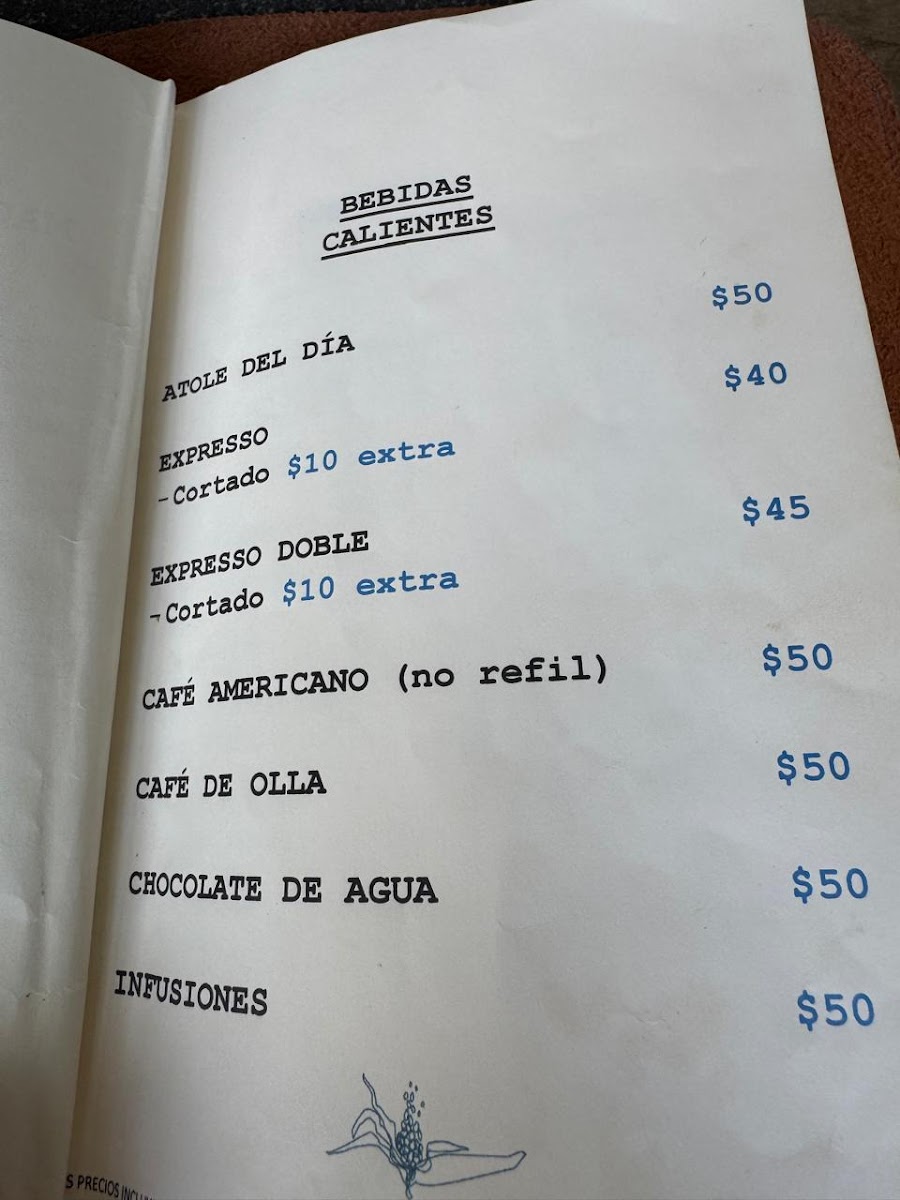 BEBIDAS
CALIENTES
ATOLE DEL DÍA $50
EXPRESSO $40
-Cortado $10 extra
EXPRESSO DOBLE $45
-Cortado $10 extra
CAFÉ AMERICANO (no refil) $50
CAFÉ DE OLLA $50
CHOCOLATE DE AGUA $50
INFUSIONES $50
PRECIOS